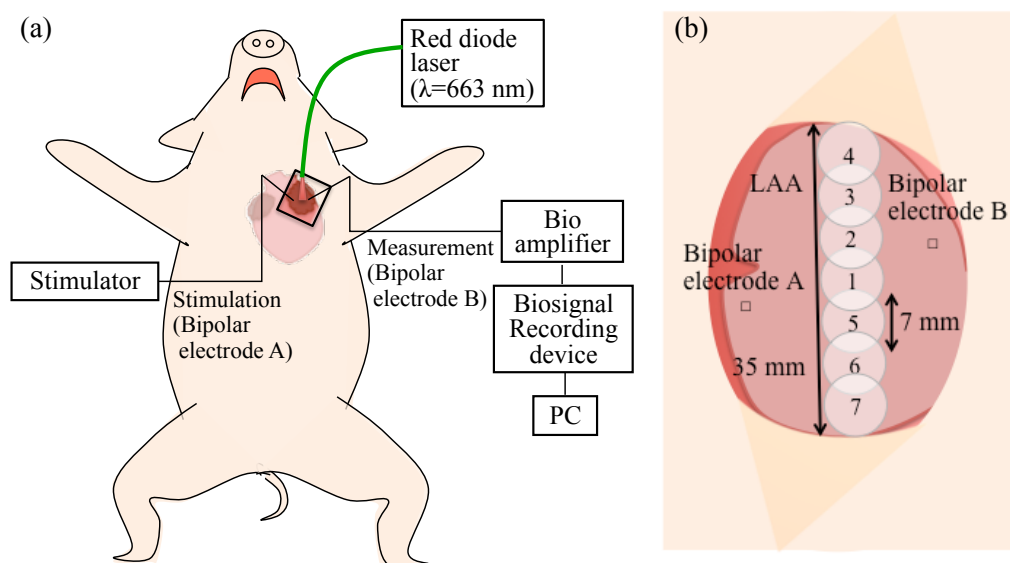 (a)
Red diode
laser
(λ=663 nm)
Stimulator
Stimulation
(Bipolar
electrode A)
Measurement
(Bipolar
electrode B)
Bio
amplifier
Biosignal
Recording
device
PC
(b)
LAA
4
3
2
1
5
6
7
Bipolar
electrode B
Bipolar
electrode A
7 mm
35 mm